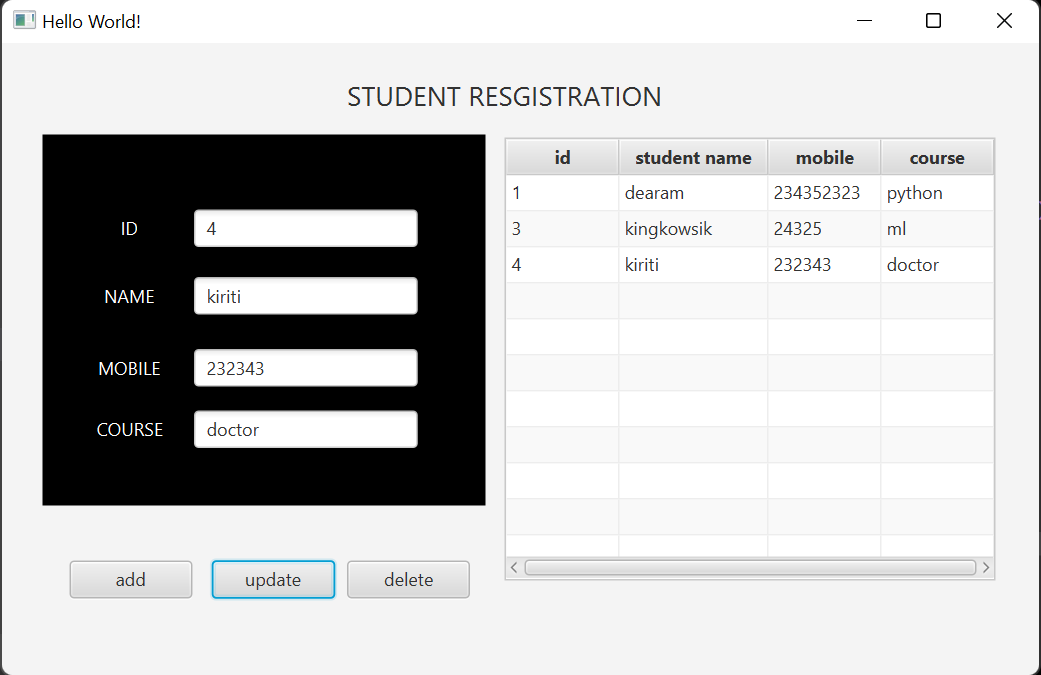 Hello World!
STUDENT RESGISTRATION
ID 4
NAME kiriti
MOBILE 232343
COURSE doctor
add update delete
id student name mobile course
1 dearam 234352323 python
3 kingkowsik 24325 ml
4 kiriti 232343 doctor